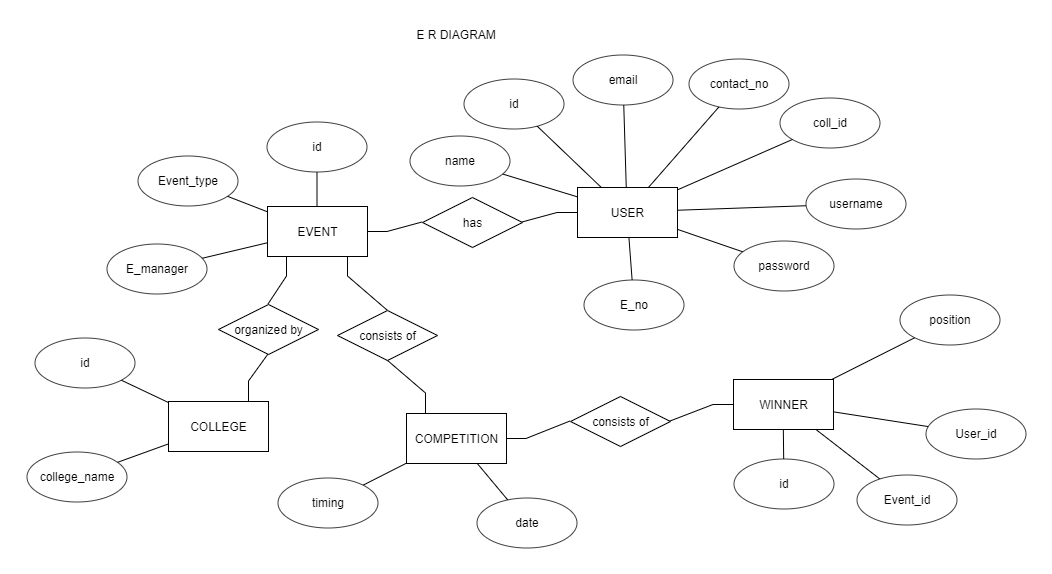 E R DIAGRAM
email
contact_no
id
coll_id
id
name
Event_type
username
USER
has
EVENT
password
E_manager
E_no
position
organized by
consists of
id
WINNER
consists of
COLLEGE
COMPETITION
User_id
college_name
id
timing
Event_id
date